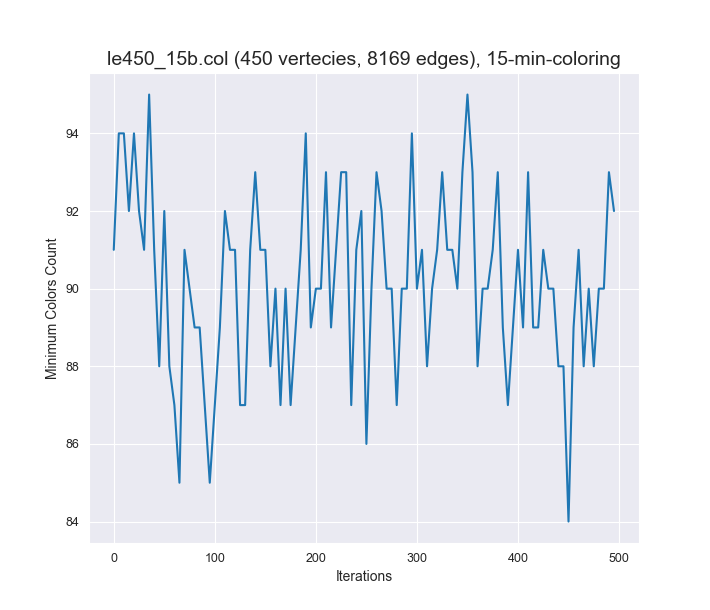 le450_15b.col (450 vertecies, 8169 edges), 15-min-coloring
Minimum Colors Count
94
92
90
88
86
84
0 100 200 300 400 500
Iterations